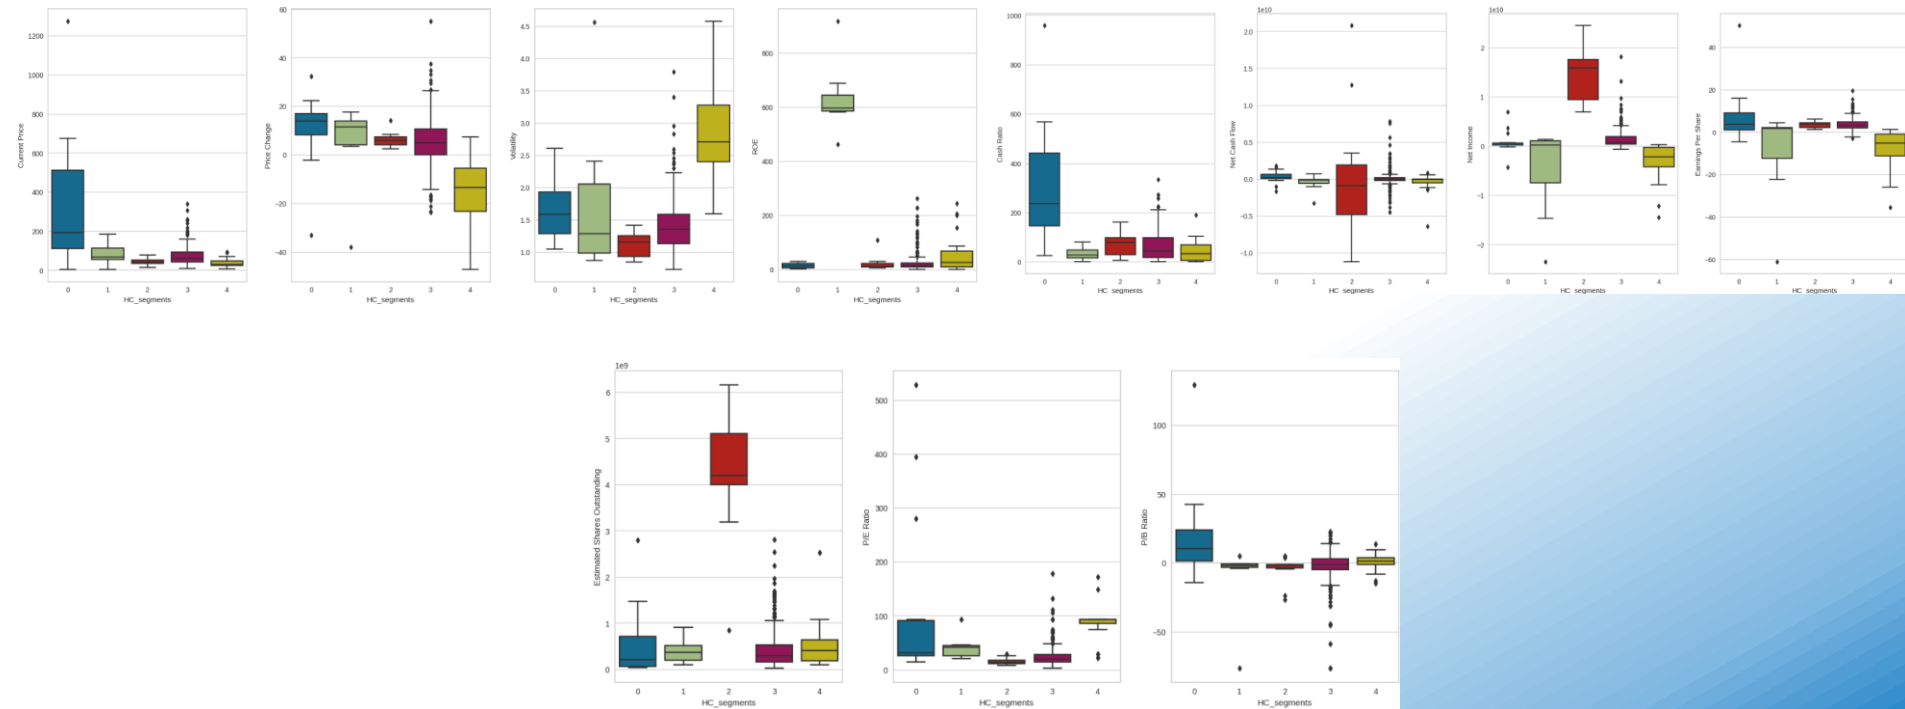 1200
1000
800
600
400
200
0
Current Price
0 1 2 3 4
HC_segments
60
40
20
0
−20
−40
Price Change
0 1 2 3 4
HC_segments
4.5
4.0
3.5
3.0
2.5
2.0
1.5
1.0
Volatility
0 1 2 3 4
HC_segments
800
600
400
200
0
ROE
0 1 2 3 4
HC_segments
1000
800
600
400
200
0
Cash Ratio
0 1 2 3 4
HC_segments
1e10
2.0
1.5
1.0
0.5
0.0
−0.5
−1.0
Net Cash Flow
0 1 2 3 4
HC_segments
1e10
2
1
0
−1
−2
Net Income
0 1 2 3 4
HC_segments
40
20
0
−20
−40
−60
Earnings Per Share
0 1 2 3 4
HC_segments
1e9
6
5
4
3
2
1
0
Estimated Shares Outstanding
0 1 2 3 4
HC_segments
500
400
300
200
100
0
P/E Ratio
0 1 2 3 4
HC_segments
100
50
0
−50
P/B Ratio
0 1 2 3 4
HC_segments